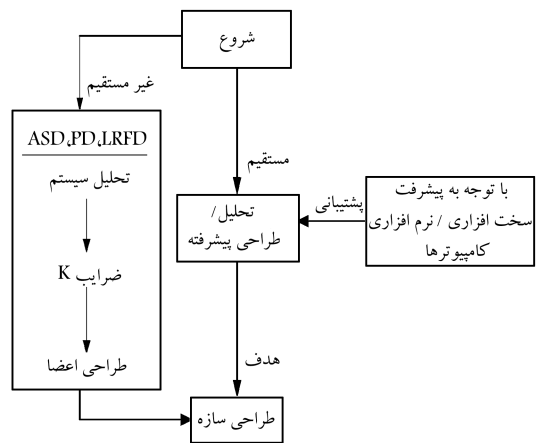 شروع
غیر مستقیم
ASD،PD،LRFD
تحلیل سیستم
ضرایب K
طراحی اعضا
مستقیم
تحلیل/
طراحی پیشرفته
پشتیبانی
با توجه به پیشرفت
سخت افزاری / نرم افزاری
کامپیوترها
هدف
طراحی سازه